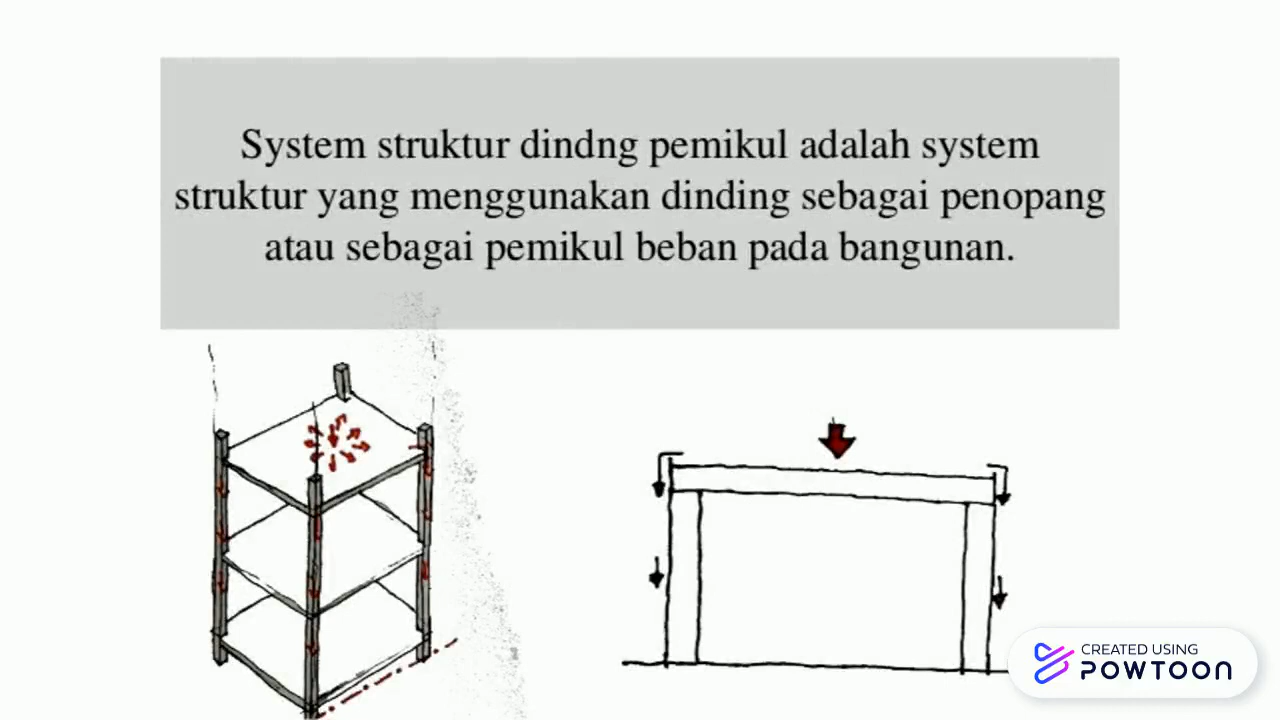 System struktur dindng pemikul adalah system
struktur yang menggunakan dinding sebagai penopang
atau sebagai pemikul beban pada bangunan.
CREATED USING
POWTOON